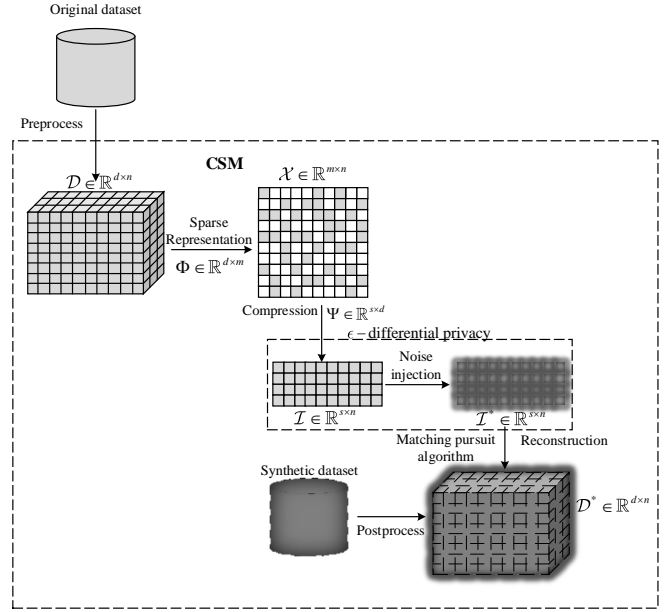 Original dataset
Preprocess
CSM
𝒟 ∈ ℝ^{d×n}
𝒳 ∈ ℝ^{m×n}
Sparse
Representation
Φ ∈ ℝ^{d×m}
Compression
Ψ ∈ ℝ^{s×d}
ϵ – differential privacy
Noise
injection
ℐ ∈ ℝ^{s×n}
ℐ^* ∈ ℝ^{s×n}
Matching pursuit
algorithm
Reconstruction
Synthetic dataset
Postprocess
𝒟^* ∈ ℝ^{d×n}